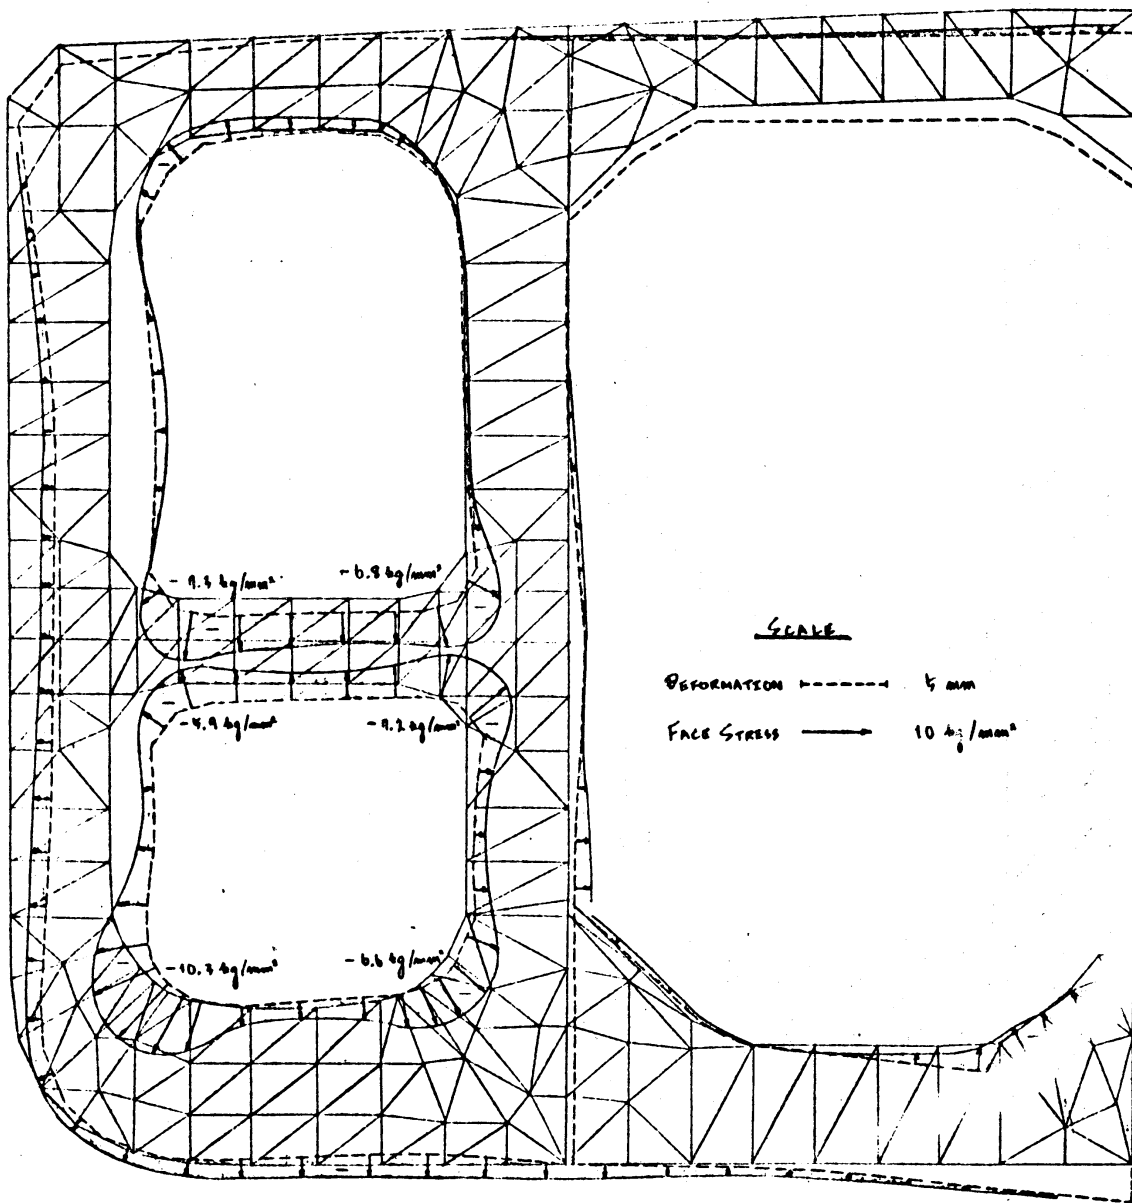 - 9.3 kg/mm²
- 6.8 kg/mm²
SCALE
DEFORMATION 5 mm
- 5.9 kg/mm²
- 9.2 kg/mm²
FACE STRESS 10 kg/mm²
- 10.3 kg/mm²
- 6.6 kg/mm²